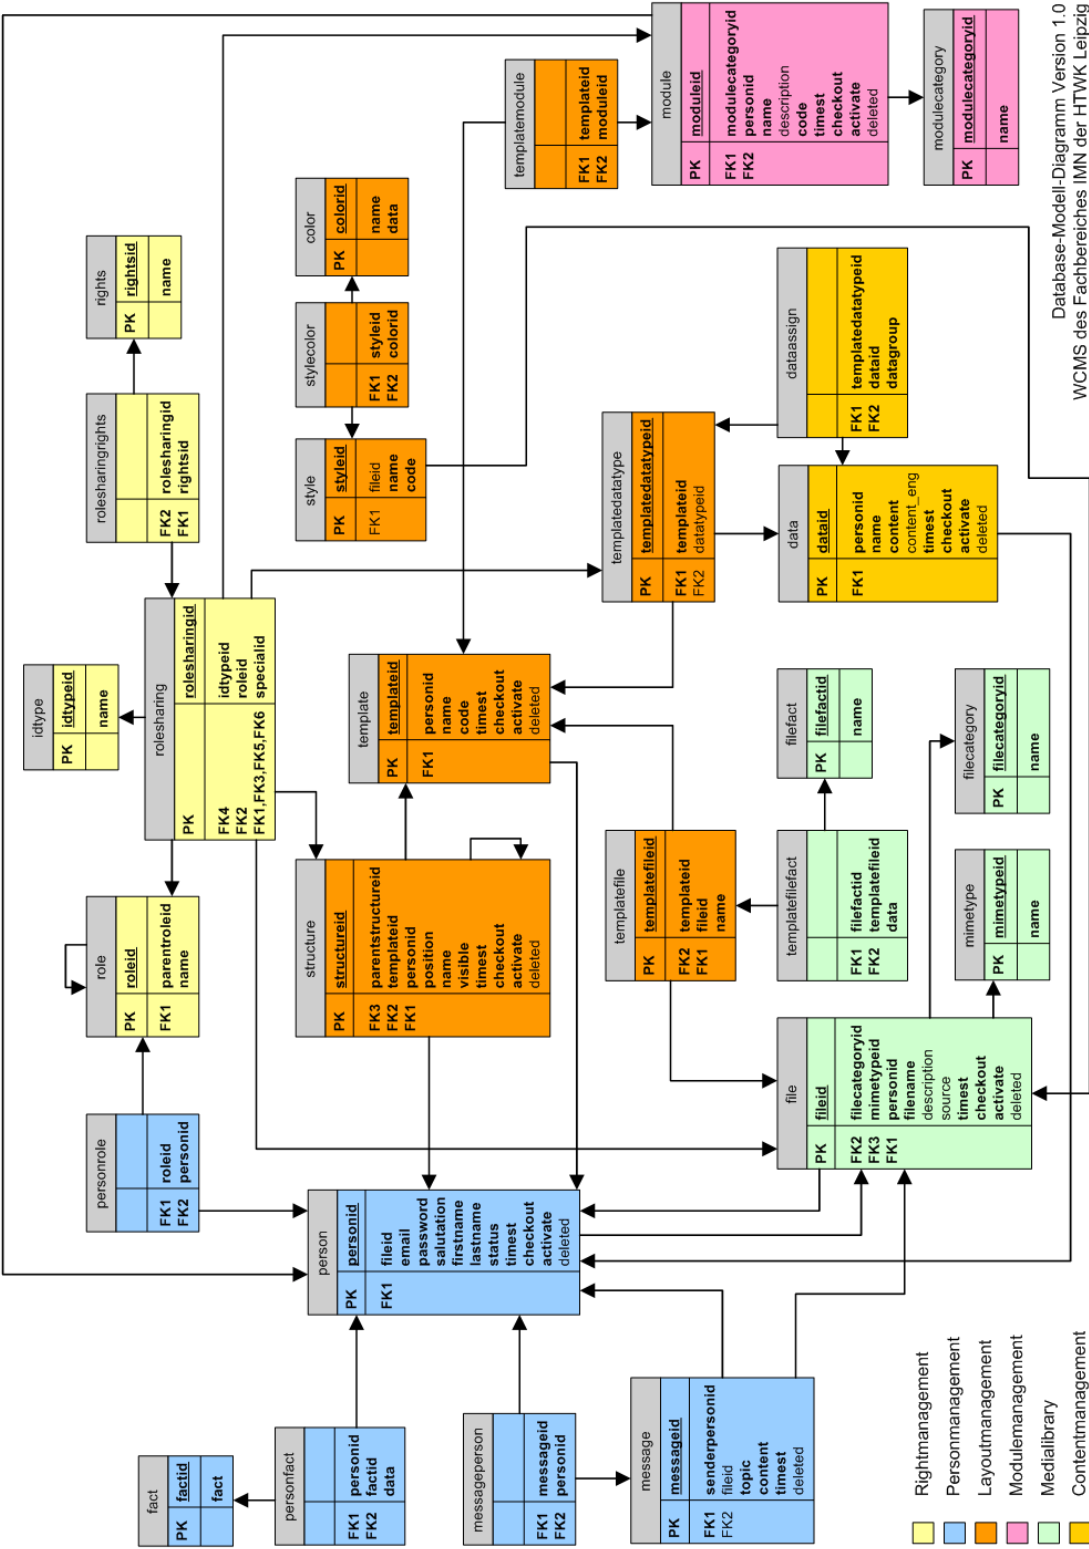 fact
PK factid
fact
personfact
FK1 personid
FK2 factid
data
messageperson
FK1 messageid
FK2 personid
message
PK messageid
FK1 senderpersonid
FK2 fileid
topic
content
timest
deleted
personrole
FK1 roleid
FK2 personid
person
PK personid
FK1 fileid
email
password
salutation
firstname
lastname
status
timest
checkout
activate
deleted
role
PK roleid
FK1 parentroleid
name
idtype
PK idtypeid
name
rolesharing
PK rolesharingid
FK4 idtypeid
FK2 roleid
FK1,FK3,FK5,FK6 specialid
rolesharingrights
FK2 rolesharingid
FK1 rightsid
rights
PK rightsid
name
structure
PK structureid
FK3 parentstructureid
FK2 templateid
FK1 personid
position
name
visible
timest
checkout
activate
deleted
template
PK templateid
FK1 personid
name
code
timest
checkout
activate
deleted
style
PK styleid
FK1 fileid
name
code
stylecolor
FK1 styleid
FK2 colorid
color
PK colorid
name
data
templatemodule
FK1 templateid
FK2 moduleid
module
PK moduleid
FK1 modulecategoryid
FK2 personid
name
description
code
timest
checkout
activate
deleted
modulecategory
PK modulecategoryid
name
templatefile
PK templatefileid
FK2 templateid
FK1 fileid
name
templatedatatype
PK templatedatatypeid
FK1 templateid
FK2 datatypeid
file
PK fileid
FK2 filecategoryid
FK3 mimetypeid
FK1 personid
filename
description
source
timest
checkout
activate
deleted
templatefilefact
FK1 filefactid
FK2 templatefileid
data
filefact
PK filefactid
name
data
PK dataid
FK1 personid
name
content
content_eng
timest
checkout
activate
deleted
dataassign
FK1 templatedatatypeid
FK2 dataid
datagroup
mimetype
PK mimetypeid
name
filecategory
PK filecategoryid
name
Rightmanagement
Personmanagement
Layoutmanagement
Modulemanagement
Medialibrary
Contentmanagement
Database-Modell-Diagramm Version 1.0
WCMS des Fachbereiches IMN der HTWK Leipzig